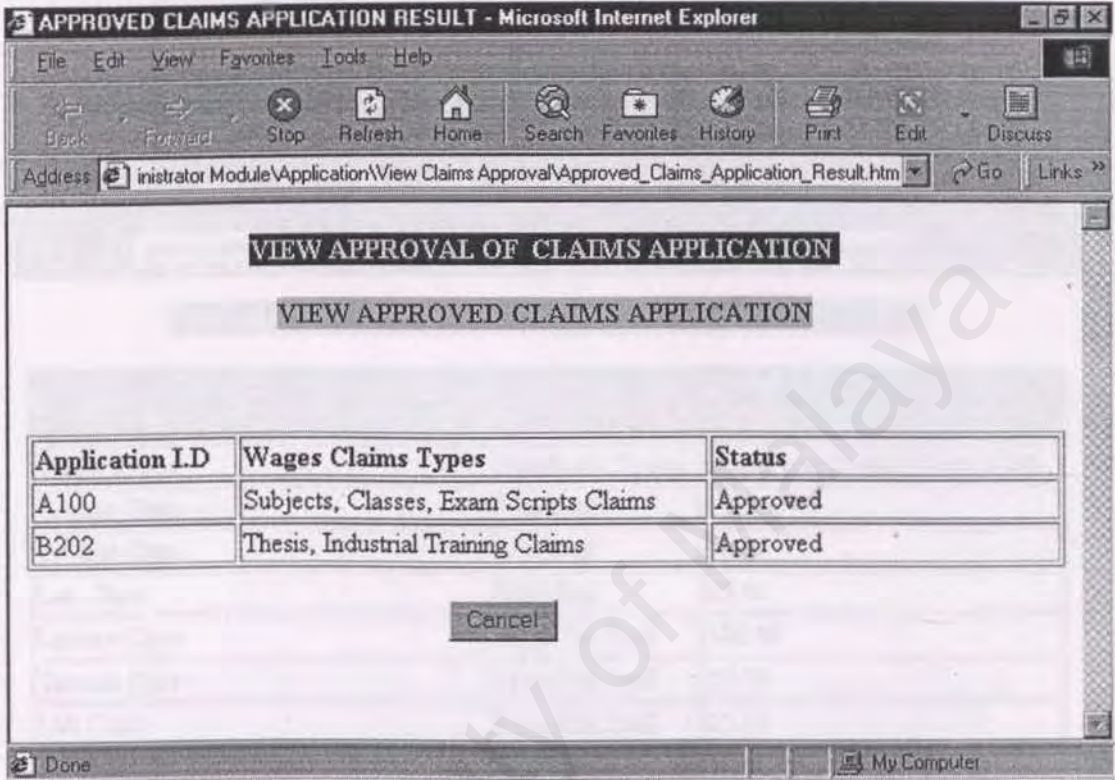 APPROVED CLAIMS APPLICATION RESULT - Microsoft Internet Explorer
File Edit View Favorites Tools Help
Back Forward Stop Refresh Home Search Favorites History Print Edit Discuss
Address inistrator Module\Application\View Claims Approval\Approved_Claims_Application_Result.htm Go Links »
VIEW APPROVAL OF CLAIMS APPLICATION
VIEW APPROVED CLAIMS APPLICATION
Application I.D Wages Claims Types Status
A100 Subjects, Classes, Exam Scripts Claims Approved
B202 Thesis, Industrial Training Claims Approved
Cancel
Done My Computer
of Malaya